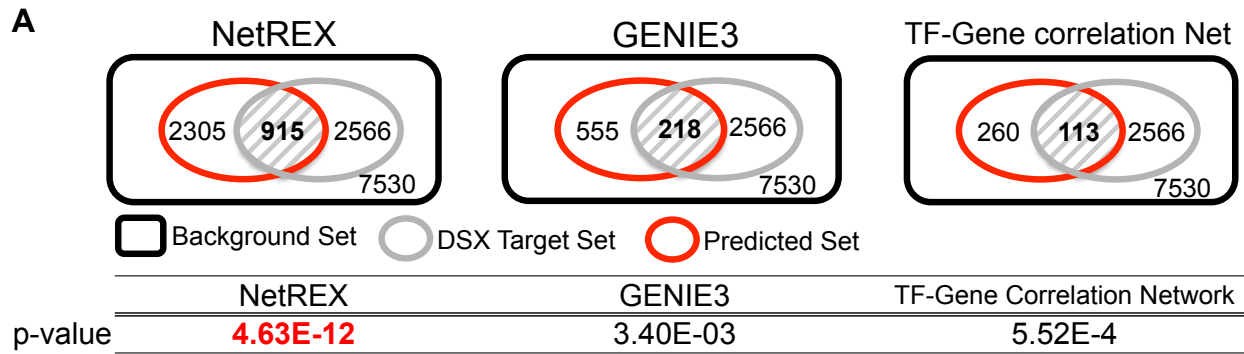 A
NetREX GENIE3 TF-Gene correlation Net
2305 915 2566 555 218 2566 260 113 2566
7530 7530 7530
Background Set DSX Target Set Predicted Set
NetREX GENIE3 TF-Gene Correlation Network
p-value 4.63E-12 3.40E-03 5.52E-4